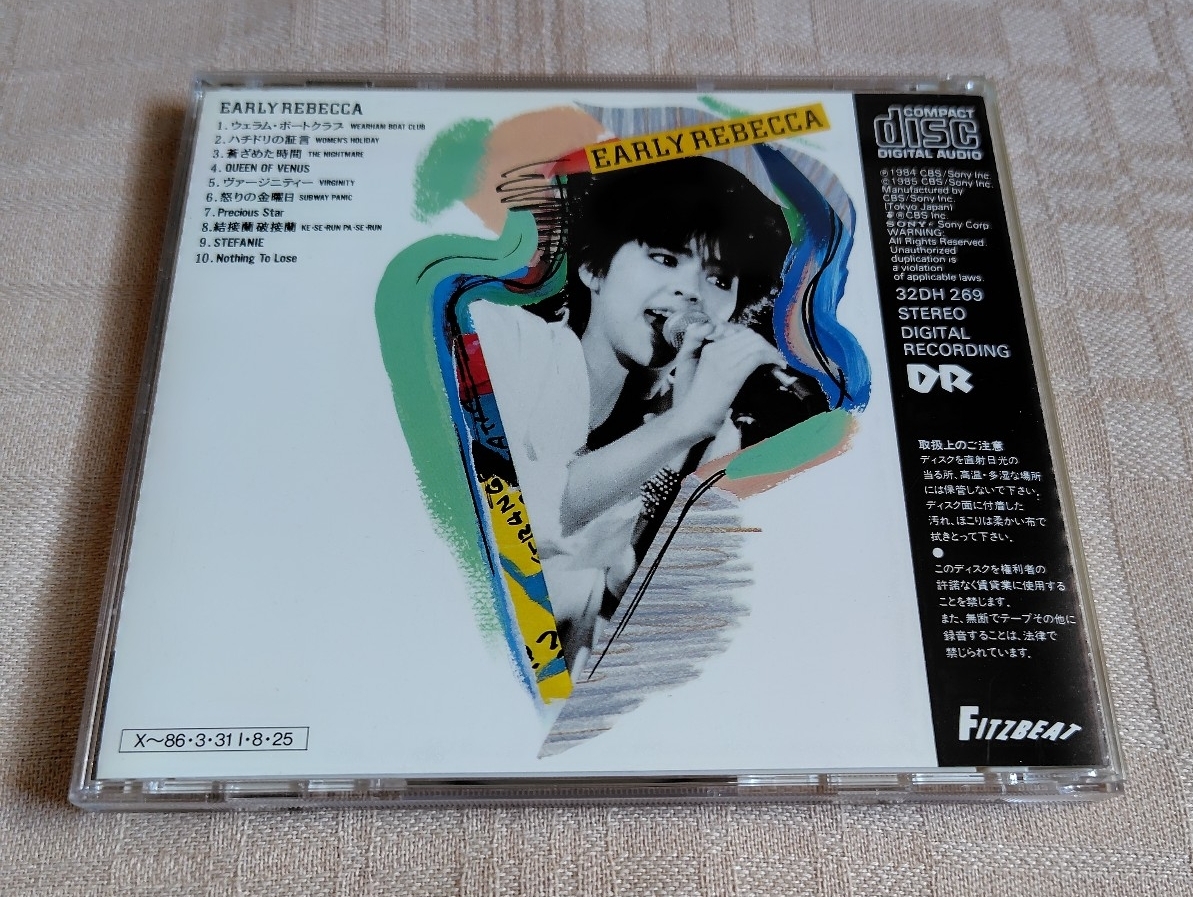 EARLY REBECCA
1. ウェラム・ボートクラブ WEARHAM BOAT CLUB
2. ハチドリの証言 WOMEN'S HOLIDAY
3. 蒼ざめた時間 THE NIGHTMARE
4. QUEEN OF VENUS
5. ヴァージニティー VIRGINITY
6. 怒りの金曜日 SUBWAY PANIC
7. Precious Star
8. 結接蘭破接蘭 KE-SE-RUN PA-SE-RUN
9. STEFANIE
10. Nothing To Lose
EARLY REBECCA
X〜86・3・31 I・8・25
COMPACT
disc
DIGITAL AUDIO
Ⓟ1984 CBS/Sony Inc.
©1985 CBS/Sony Inc.
Manufactured by
CBS/Sony Inc.
(Tokyo Japan)
CBS Inc.
SONY® Sony Corp.
WARNING:
All Rights Reserved.
Unauthorized
duplication is
a violation
of applicable laws.
32DH 269
STEREO
DIGITAL
RECORDING
DR
取扱上のご注意
ディスクを直射日光の
当る所、高温・多湿な場所
には保管しないで下さい。
ディスク面に付着した
汚れ、ほこりは柔かい布で
拭きとって下さい。
●
このディスクを権利者の
許諾なく賃貸業に使用する
ことを禁じます。
また、無断でテープその他に
録音することは、法律で
禁じられています。
FITZBEAT